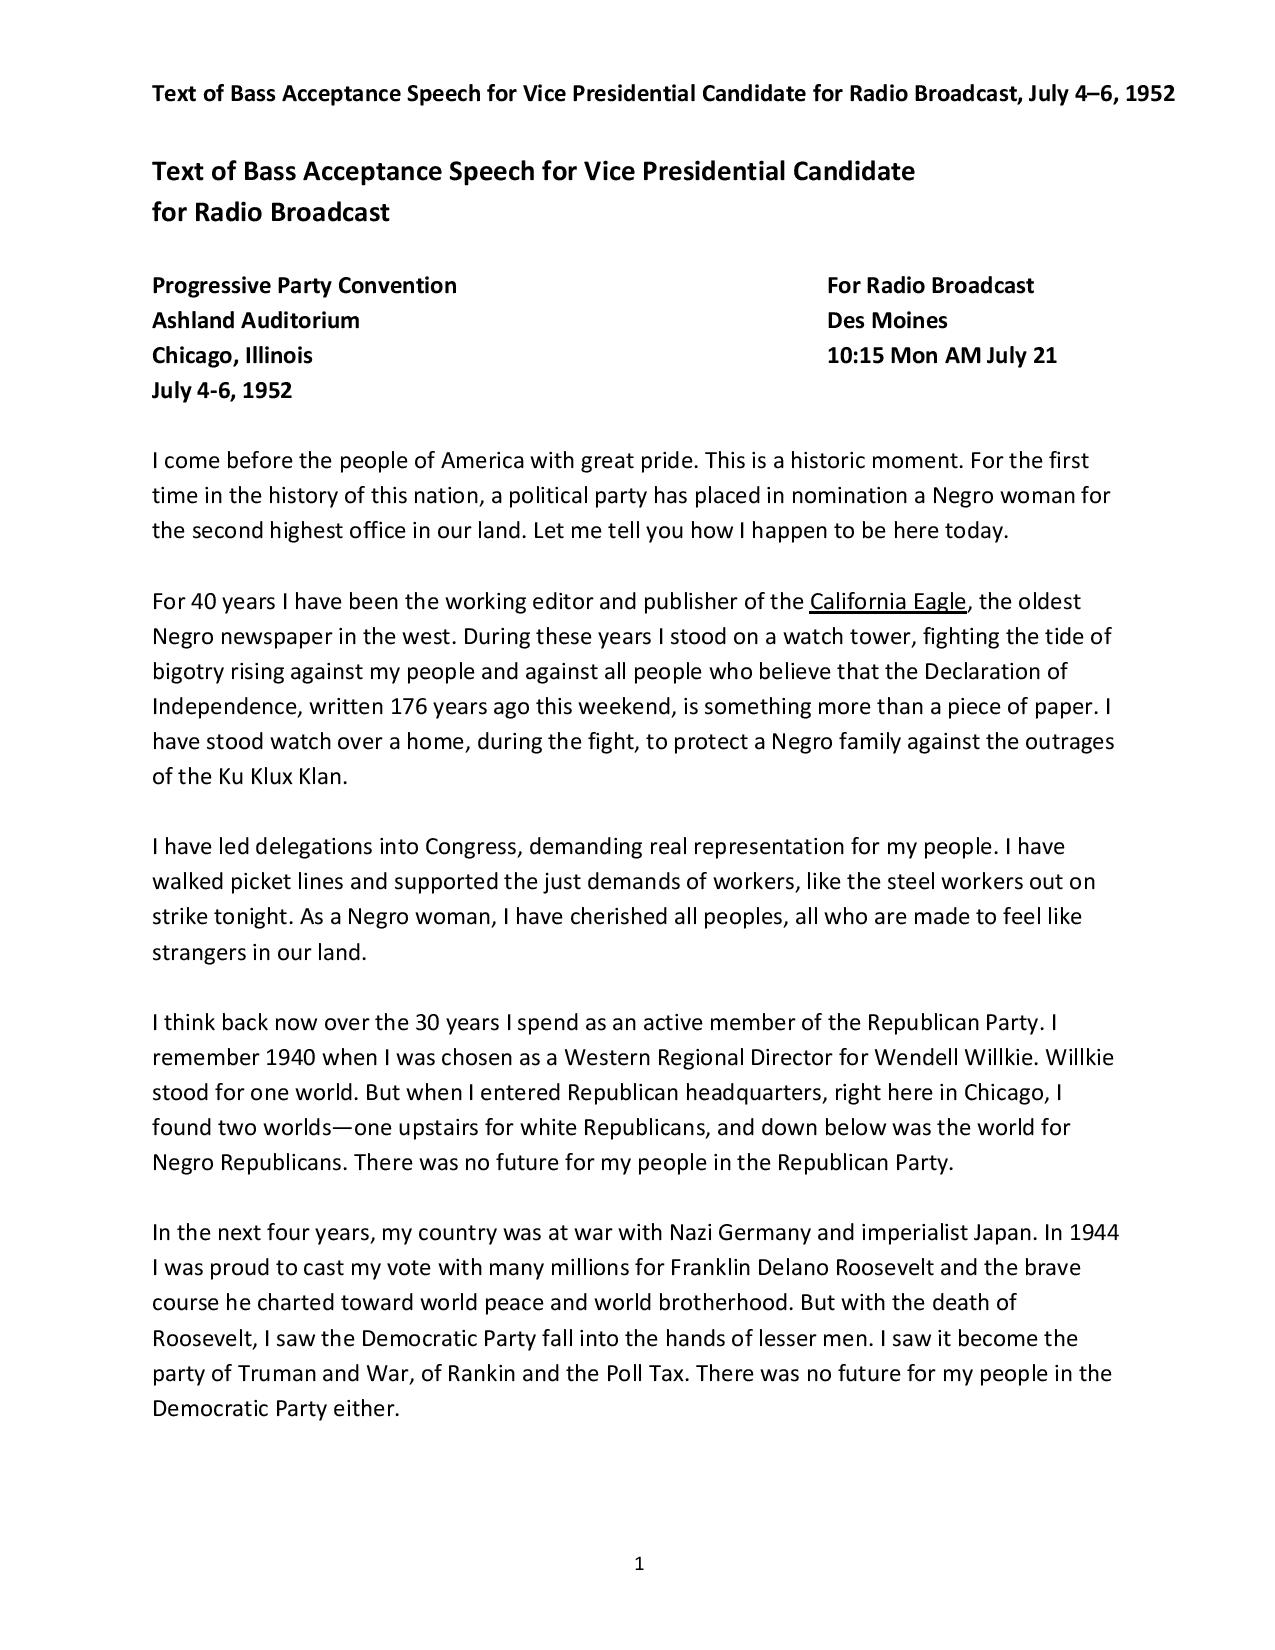 Text of Bass Acceptance Speech for Vice Presidential Candidate for Radio Broadcast, July 4–6, 1952
Text of Bass Acceptance Speech for Vice Presidential Candidate
for Radio Broadcast
Progressive Party Convention
Ashland Auditorium
Chicago, Illinois
July 4-6, 1952
For Radio Broadcast
Des Moines
10:15 Mon AM July 21
I come before the people of America with great pride. This is a historic moment. For the first
time in the history of this nation, a political party has placed in nomination a Negro woman for
the second highest office in our land. Let me tell you how I happen to be here today.
For 40 years I have been the working editor and publisher of the California Eagle, the oldest
Negro newspaper in the west. During these years I stood on a watch tower, fighting the tide of
bigotry rising against my people and against all people who believe that the Declaration of
Independence, written 176 years ago this weekend, is something more than a piece of paper. I
have stood watch over a home, during the fight, to protect a Negro family against the outrages
of the Ku Klux Klan.
I have led delegations into Congress, demanding real representation for my people. I have
walked picket lines and supported the just demands of workers, like the steel workers out on
strike tonight. As a Negro woman, I have cherished all peoples, all who are made to feel like
strangers in our land.
I think back now over the 30 years I spend as an active member of the Republican Party. I
remember 1940 when I was chosen as a Western Regional Director for Wendell Willkie. Willkie
stood for one world. But when I entered Republican headquarters, right here in Chicago, I
found two worlds—one upstairs for white Republicans, and down below was the world for
Negro Republicans. There was no future for my people in the Republican Party.
In the next four years, my country was at war with Nazi Germany and imperialist Japan. In 1944
I was proud to cast my vote with many millions for Franklin Delano Roosevelt and the brave
course he charted toward world peace and world brotherhood. But with the death of
Roosevelt, I saw the Democratic Party fall into the hands of lesser men. I saw it become the
party of Truman and War, of Rankin and the Poll Tax. There was no future for my people in the
Democratic Party either.
1